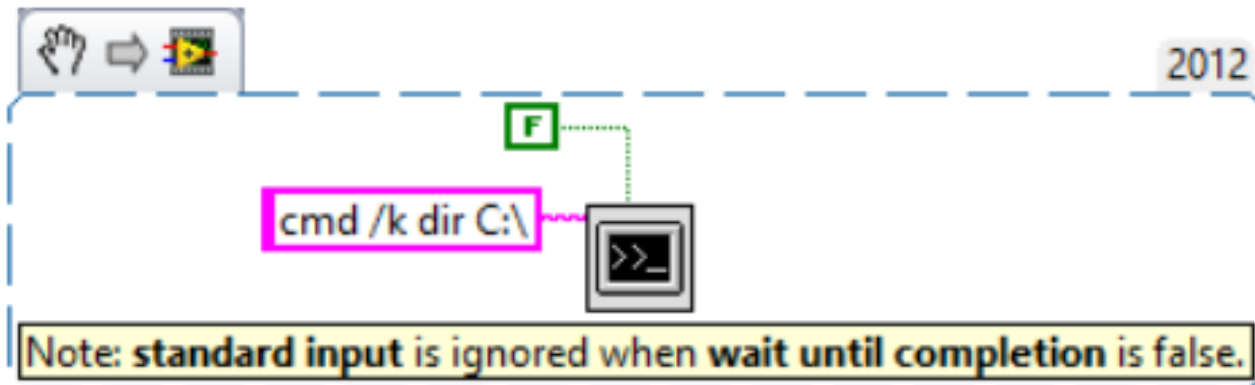 2012
F
cmd /k dir C:\
>>_
Note: standard input is ignored when wait until completion is false.